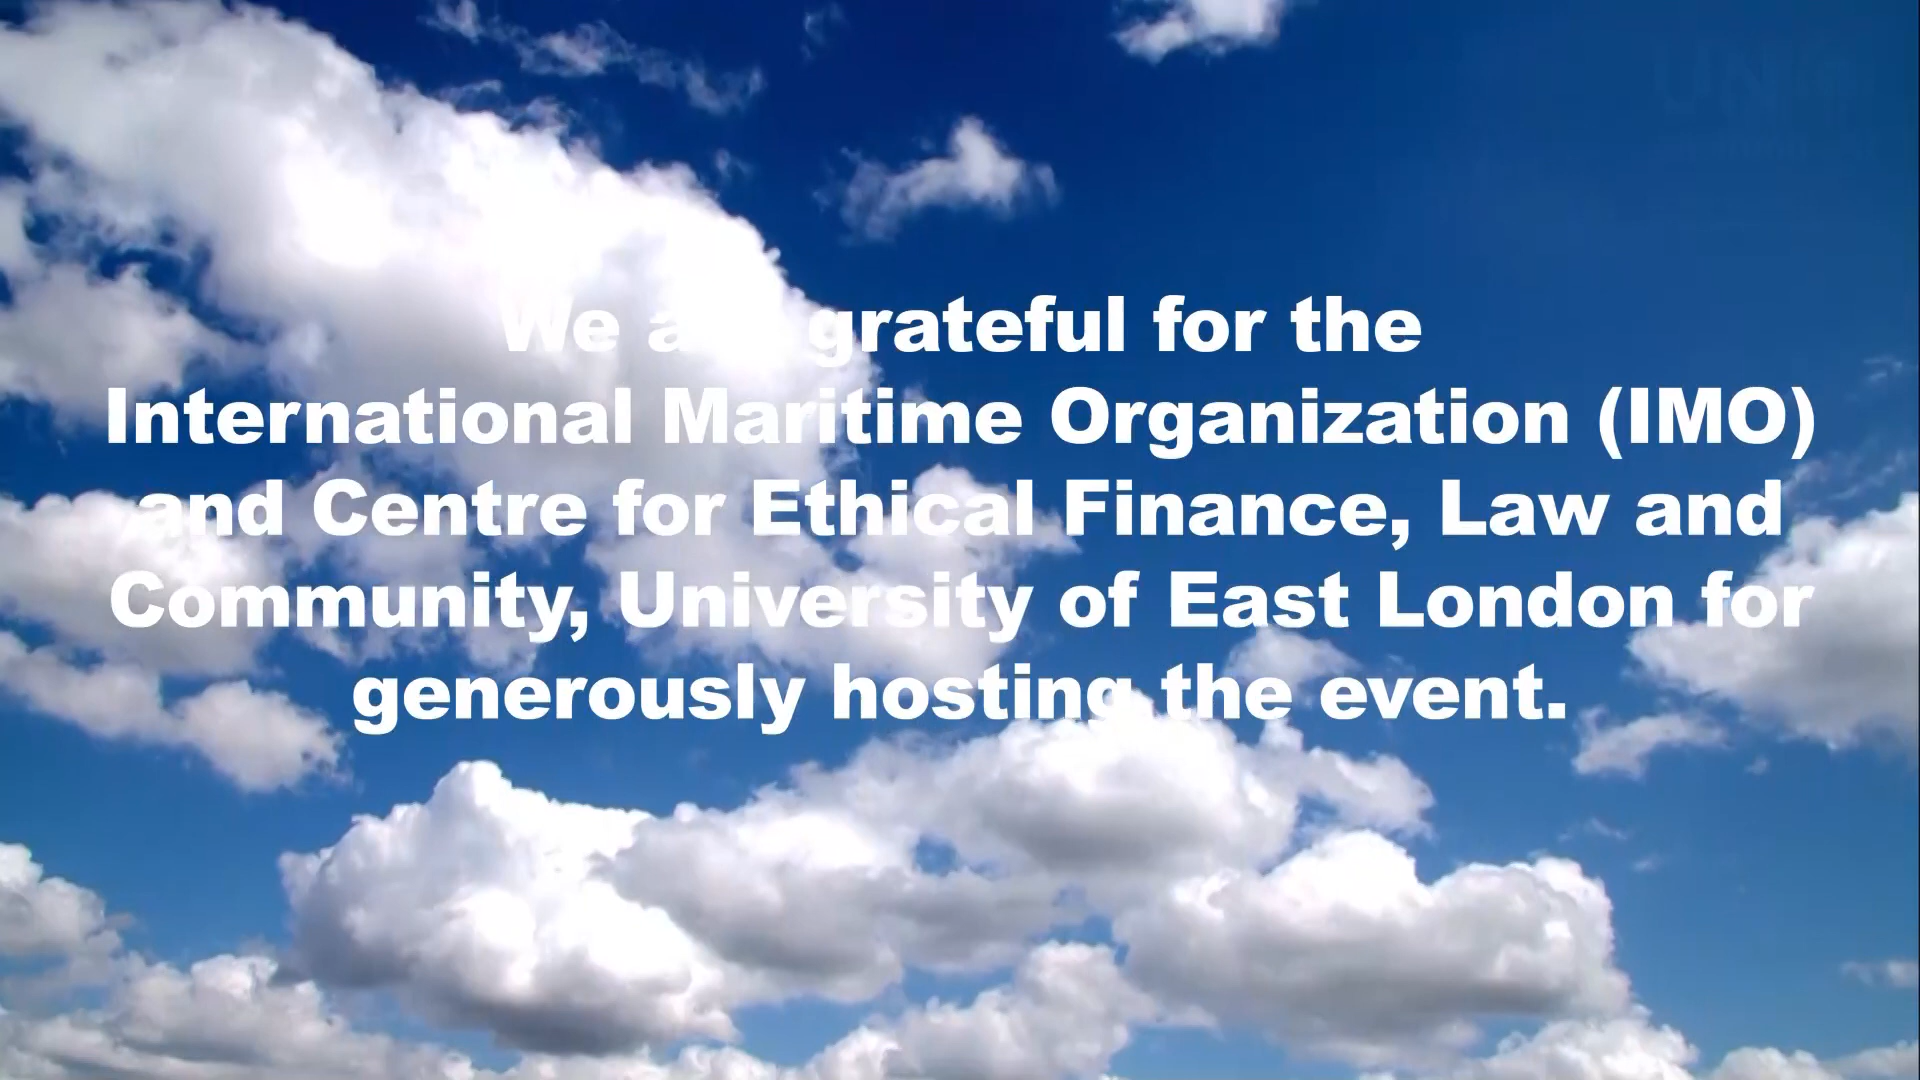 We are grateful for the
International Maritime Organization (IMO)
and Centre for Ethical Finance, Law and
Community, University of East London for
generously hosting the event.